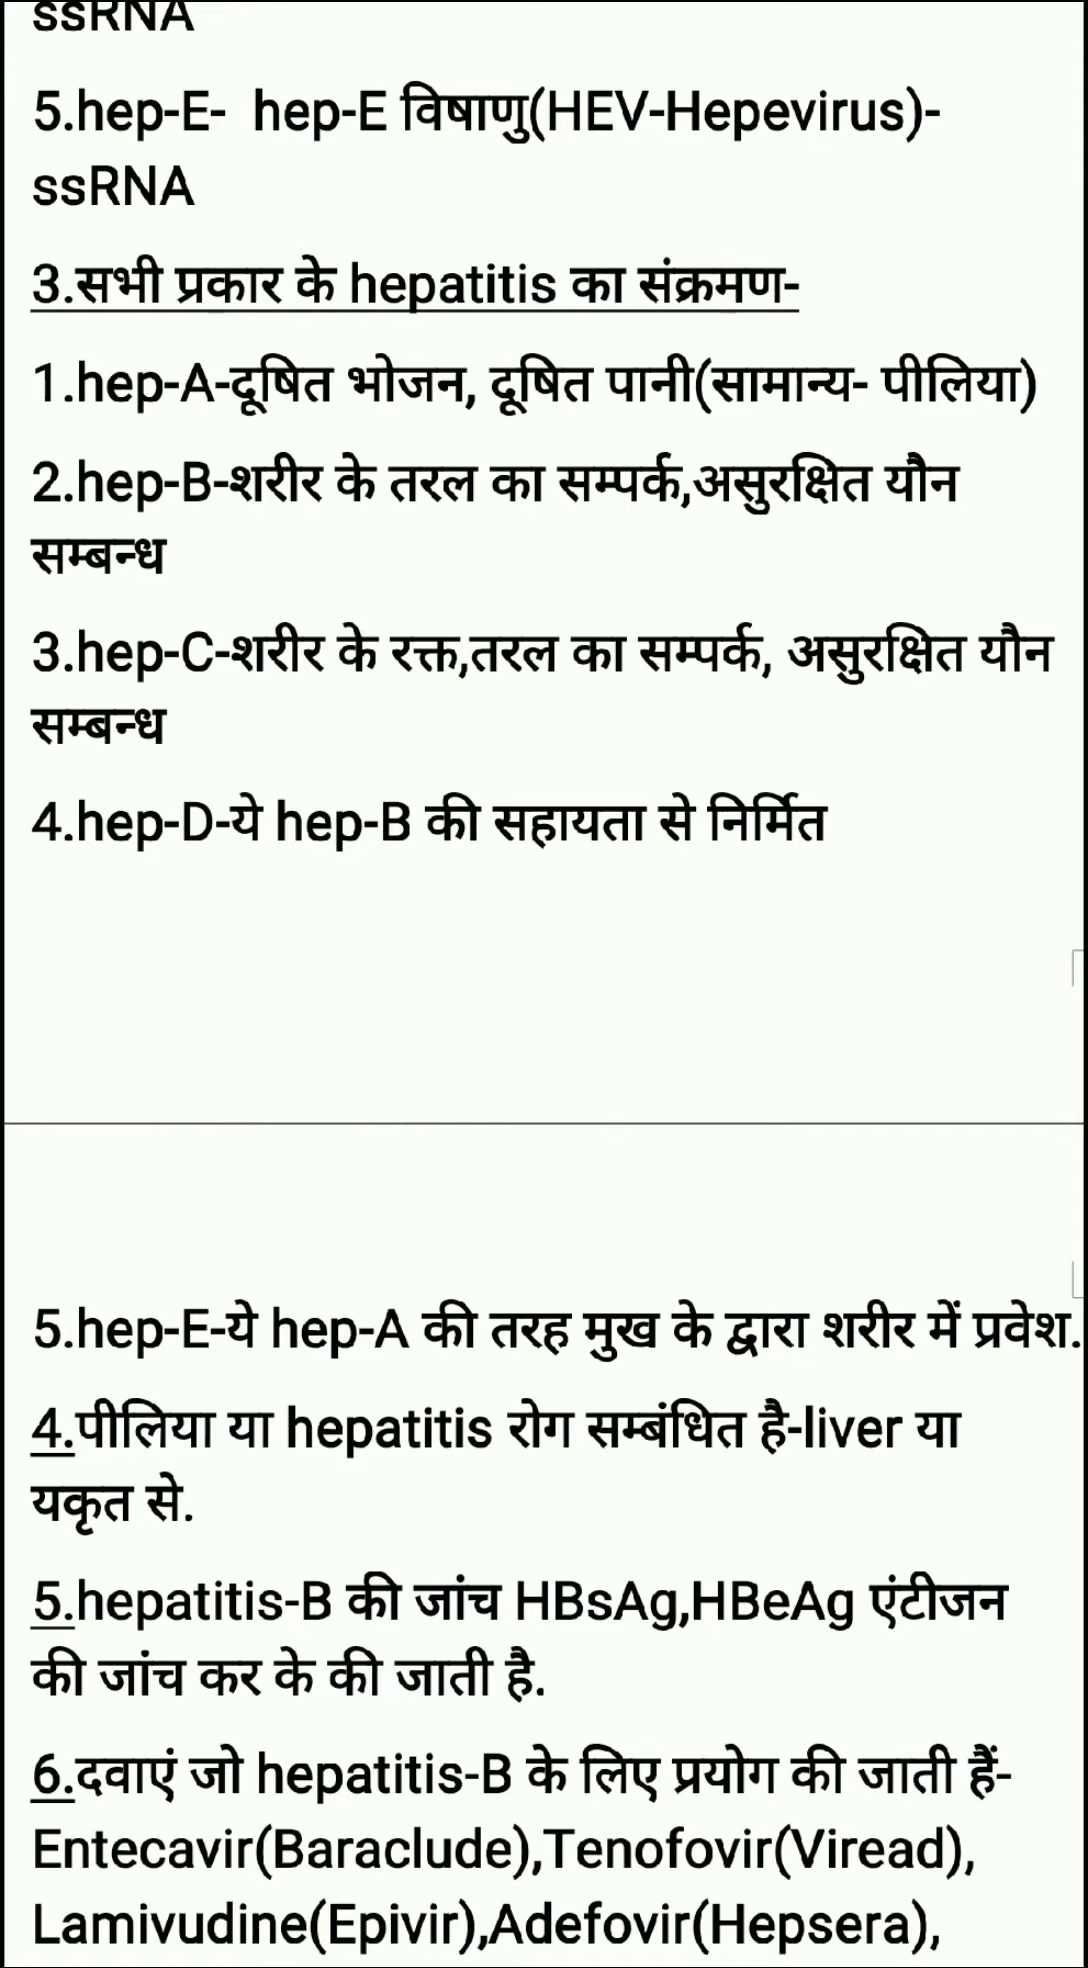 ssRNA
5.hep-E- hep-E विषाणु(HEV-Hepevirus)-
ssRNA
3.सभी प्रकार के hepatitis का संक्रमण-
1.hep-A-दूषित भोजन, दूषित पानी(सामान्य- पीलिया)
2.hep-B-शरीर के तरल का सम्पर्क,असुरक्षित यौन
सम्बन्ध
3.hep-C-शरीर के रक्त,तरल का सम्पर्क, असुरक्षित यौन
सम्बन्ध
4.hep-D-ये hep-B की सहायता से निर्मित
5.hep-E-ये hep-A की तरह मुख के द्वारा शरीर में प्रवेश.
4.पीलिया या hepatitis रोग सम्बंधित है-liver या
यकृत से.
5.hepatitis-B की जांच HBsAg,HBeAg एंटीजन
की जांच कर के की जाती है.
6.दवाएं जो hepatitis-B के लिए प्रयोग की जाती हैं-
Entecavir(Baraclude),Tenofovir(Viread),
Lamivudine(Epivir),Adefovir(Hepsera),